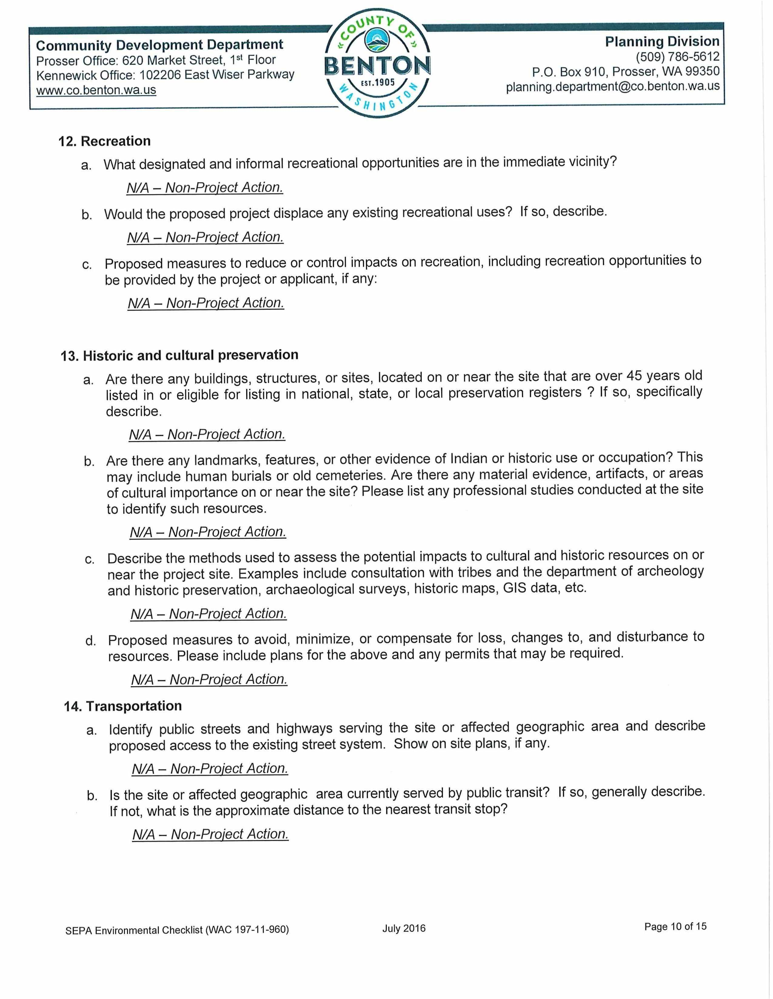 Community Development Department
Prosser Office: 620 Market Street, 1st Floor
Kennewick Office: 102206 East Wiser Parkway
www.co.benton.wa.us
« COUNTY OF »
BENTON
EST.1905
WASHINGTON
Planning Division
(509) 786-5612
P.O. Box 910, Prosser, WA 99350
planning.department@co.benton.wa.us
12. Recreation
a. What designated and informal recreational opportunities are in the immediate vicinity?
N/A – Non-Project Action.
b. Would the proposed project displace any existing recreational uses? If so, describe.
N/A – Non-Project Action.
c. Proposed measures to reduce or control impacts on recreation, including recreation opportunities to
be provided by the project or applicant, if any:
N/A – Non-Project Action.
13. Historic and cultural preservation
a. Are there any buildings, structures, or sites, located on or near the site that are over 45 years old
listed in or eligible for listing in national, state, or local preservation registers ? If so, specifically
describe.
N/A – Non-Project Action.
b. Are there any landmarks, features, or other evidence of Indian or historic use or occupation? This
may include human burials or old cemeteries. Are there any material evidence, artifacts, or areas
of cultural importance on or near the site? Please list any professional studies conducted at the site
to identify such resources.
N/A – Non-Project Action.
c. Describe the methods used to assess the potential impacts to cultural and historic resources on or
near the project site. Examples include consultation with tribes and the department of archeology
and historic preservation, archaeological surveys, historic maps, GIS data, etc.
N/A – Non-Project Action.
d. Proposed measures to avoid, minimize, or compensate for loss, changes to, and disturbance to
resources. Please include plans for the above and any permits that may be required.
N/A – Non-Project Action.
14. Transportation
a. Identify public streets and highways serving the site or affected geographic area and describe
proposed access to the existing street system. Show on site plans, if any.
N/A – Non-Project Action.
b. Is the site or affected geographic area currently served by public transit? If so, generally describe.
If not, what is the approximate distance to the nearest transit stop?
N/A – Non-Project Action.
SEPA Environmental Checklist (WAC 197-11-960)
July 2016
Page 10 of 15